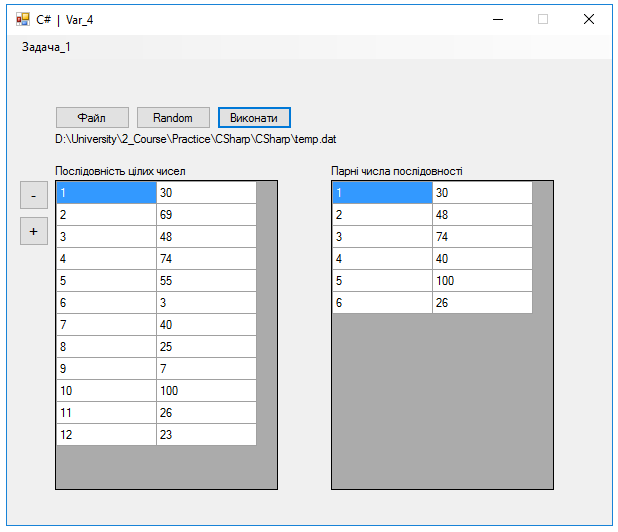 C# | Var_4
Задача_1
Файл Random Виконати
D:\University\2_Course\Practice\CSharp\CSharp\temp.dat
Послідовність цілих чисел Парні числа послідовності
- 1 30 1 30
2 69 2 48
+ 3 48 3 74
4 74 4 40
5 55 5 100
6 3 6 26
7 40
8 25
9 7
10 100
11 26
12 23